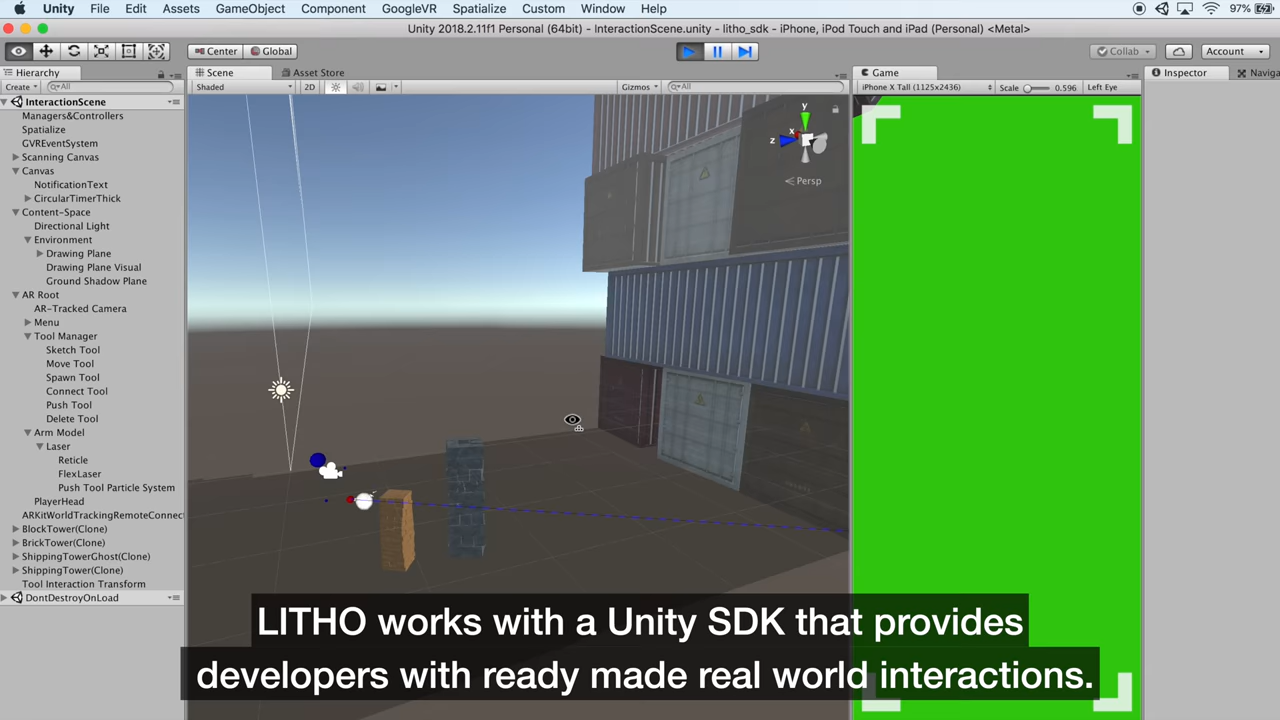 Unity File Edit Assets GameObject Component GoogleVR Spatialize Custom Window Help 97%
Unity 2018.2.11f1 Personal (64bit) - InteractionScene.unity - litho_sdk - iPhone, iPod Touch and iPad (Personal) <Metal>
Center Global Collab Account
Hierarchy Scene Asset Store Game Inspector Naviga
Create All Shaded 2D Gizmos All iPhone X Tall (1125x2436) Scale 0.596 Left Eye
InteractionScene
Managers&Controllers
Spatialize
GVREventSystem
Scanning Canvas
Canvas
NotificationText
CircularTimerThick
Content-Space
Directional Light
Environment
Drawing Plane
Drawing Plane Visual
Ground Shadow Plane
AR Root
AR-Tracked Camera
Menu
Tool Manager
Sketch Tool
Move Tool
Spawn Tool
Connect Tool
Push Tool
Delete Tool
Arm Model
Laser
Reticle
FlexLaser
Push Tool Particle System
PlayerHead
ARKitWorldTrackingRemoteConnect
BlockTower(Clone)
BrickTower(Clone)
ShippingTowerGhost(Clone)
ShippingTower(Clone)
Tool Interaction Transform
DontDestroyOnLoad
y
x
z
Persp
LITHO works with a Unity SDK that provides
developers with ready made real world interactions.